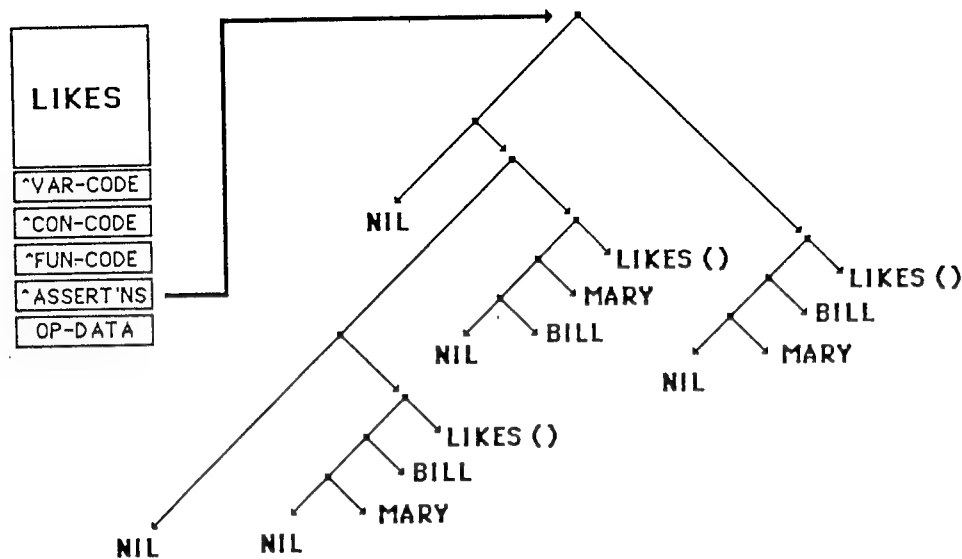 LIKES
^VAR-CODE
^CON-CODE
^FUN-CODE
^ASSERT'NS
OP-DATA
NIL
LIKES ()
MARY
BILL
NIL
LIKES ()
BILL
MARY
NIL
LIKES ()
BILL
MARY
NIL
NIL